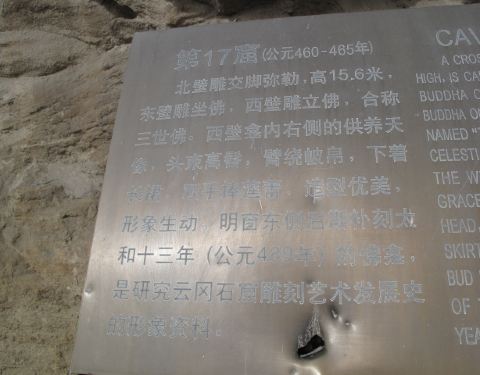 第17窟(公元460-465年)
北壁雕交脚弥勒,高15.6米,
东壁雕坐佛,西壁雕立佛,合称
三世佛。西壁龛内右侧的供养天
像,头束高髻,臂绕帔帛,下着
长裙,双手捧莲蕾,造型优美,
形象生动。明窗东侧后期补刻太
和十三年(公元489年)的佛龛,
是研究云冈石窟雕刻艺术发展史
的形象资料.
CAV
A CROS
HIGH, IS CA
BUDDHA O
BUDDHA ON
NAMED "T
CELESTI
THE W
GRACE
HEAD,
SKIRT
BUD S
OF T
YEA